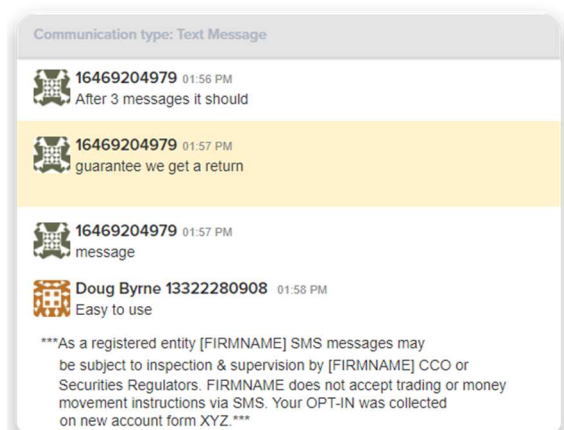 Communication type: Text Message
16469204979 01:56 PM
After 3 messages it should
16469204979 01:57 PM
guarantee we get a return
16469204979 01:57 PM
message
Doug Byrne 13322280908 01:58 PM
Easy to use
***As a registered entity [FIRMNAME] SMS messages may
be subject to inspection & supervision by [FIRMNAME] CCO or
Securities Regulators. FIRMNAME does not accept trading or money
movement instructions via SMS. Your OPT-IN was collected
on new account form XYZ.***